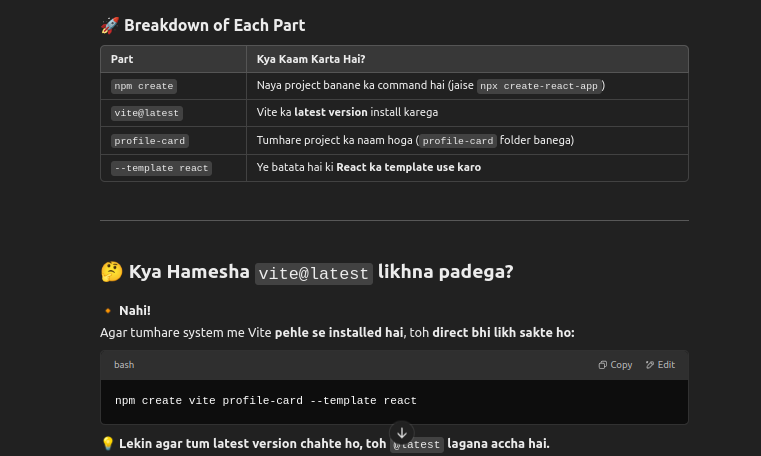 🚀 Breakdown of Each Part
Part Kya Kaam Karta Hai?
npm create Naya project banane ka command hai (jaise npx create-react-app)
vite@latest Vite ka latest version install karega
profile-card Tumhare project ka naam hoga (profile-card folder banega)
--template react Ye batata hai ki React ka template use karo
🤔 Kya Hamesha vite@latest likhna padega?
🔸 Nahi!
Agar tumhare system me Vite pehle se installed hai, toh direct bhi likh sakte ho:
bash Copy Edit
npm create vite profile-card --template react
💡 Lekin agar tum latest version chahte ho, toh @latest lagana accha hai.